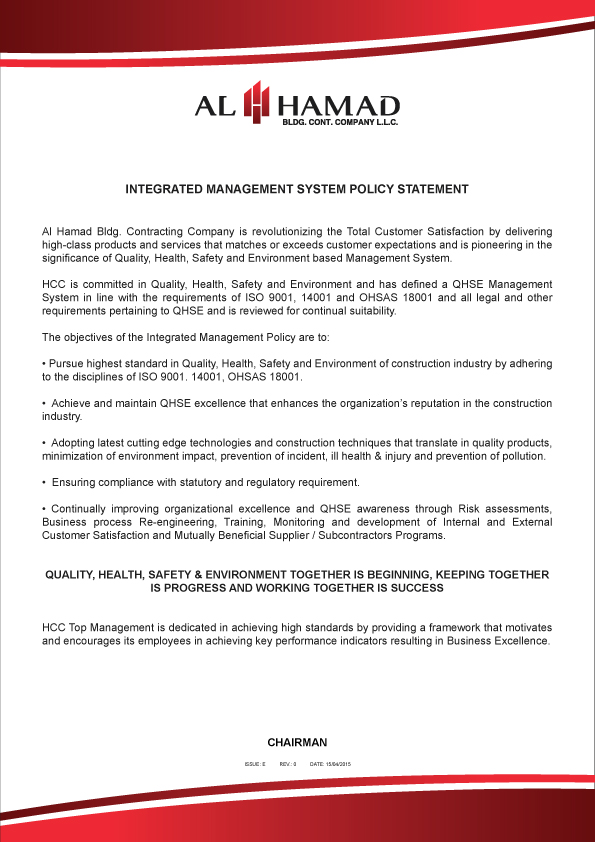 AL HAMAD
BLDG. CONT. COMPANY L.L.C.
INTEGRATED MANAGEMENT SYSTEM POLICY STATEMENT
Al Hamad Bldg. Contracting Company is revolutionizing the Total Customer Satisfaction by delivering
high-class products and services that matches or exceeds customer expectations and is pioneering in the
significance of Quality, Health, Safety and Environment based Management System.
HCC is committed in Quality, Health, Safety and Environment and has defined a QHSE Management
System in line with the requirements of ISO 9001, 14001 and OHSAS 18001 and all legal and other
requirements pertaining to QHSE and is reviewed for continual suitability.
The objectives of the Integrated Management Policy are to:
• Pursue highest standard in Quality, Health, Safety and Environment of construction industry by adhering
to the disciplines of ISO 9001. 14001, OHSAS 18001.
• Achieve and maintain QHSE excellence that enhances the organization's reputation in the construction
industry.
• Adopting latest cutting edge technologies and construction techniques that translate in quality products,
minimization of environment impact, prevention of incident, ill health & injury and prevention of pollution.
• Ensuring compliance with statutory and regulatory requirement.
• Continually improving organizational excellence and QHSE awareness through Risk assessments,
Business process Re-engineering, Training, Monitoring and development of Internal and External
Customer Satisfaction and Mutually Beneficial Supplier / Subcontractors Programs.
QUALITY, HEALTH, SAFETY & ENVIRONMENT TOGETHER IS BEGINNING, KEEPING TOGETHER
IS PROGRESS AND WORKING TOGETHER IS SUCCESS
HCC Top Management is dedicated in achieving high standards by providing a framework that motivates
and encourages its employees in achieving key performance indicators resulting in Business Excellence.
CHAIRMAN
ISSUE: E REV.: 0 DATE: 15/04/2015